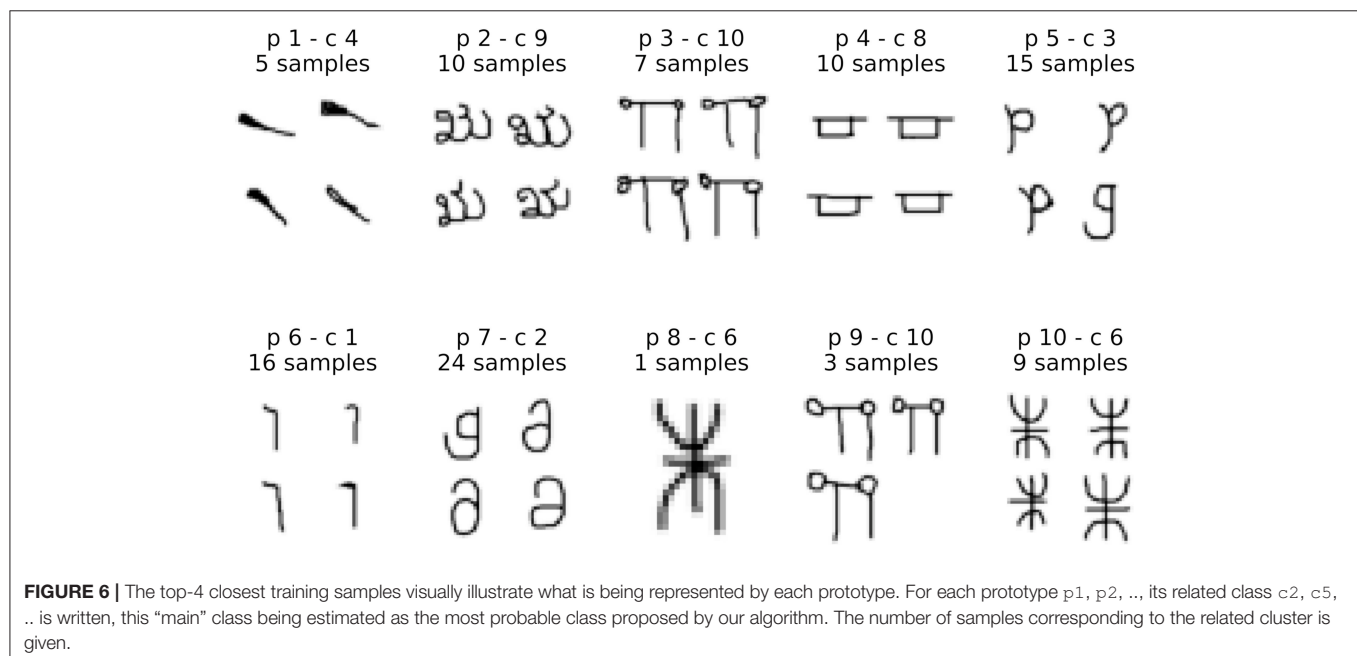 p 1 - c 4
5 samples
p 2 - c 9
10 samples
p 3 - c 10
7 samples
p 4 - c 8
10 samples
p 5 - c 3
15 samples
p 6 - c 1
16 samples
p 7 - c 2
24 samples
p 8 - c 6
1 samples
p 9 - c 10
3 samples
p 10 - c 6
9 samples
FIGURE 6 | The top-4 closest training samples visually illustrate what is being represented by each prototype. For each prototype p1, p2, .., its related class c2, c5,
.. is written, this “main” class being estimated as the most probable class proposed by our algorithm. The number of samples corresponding to the related cluster is
given.